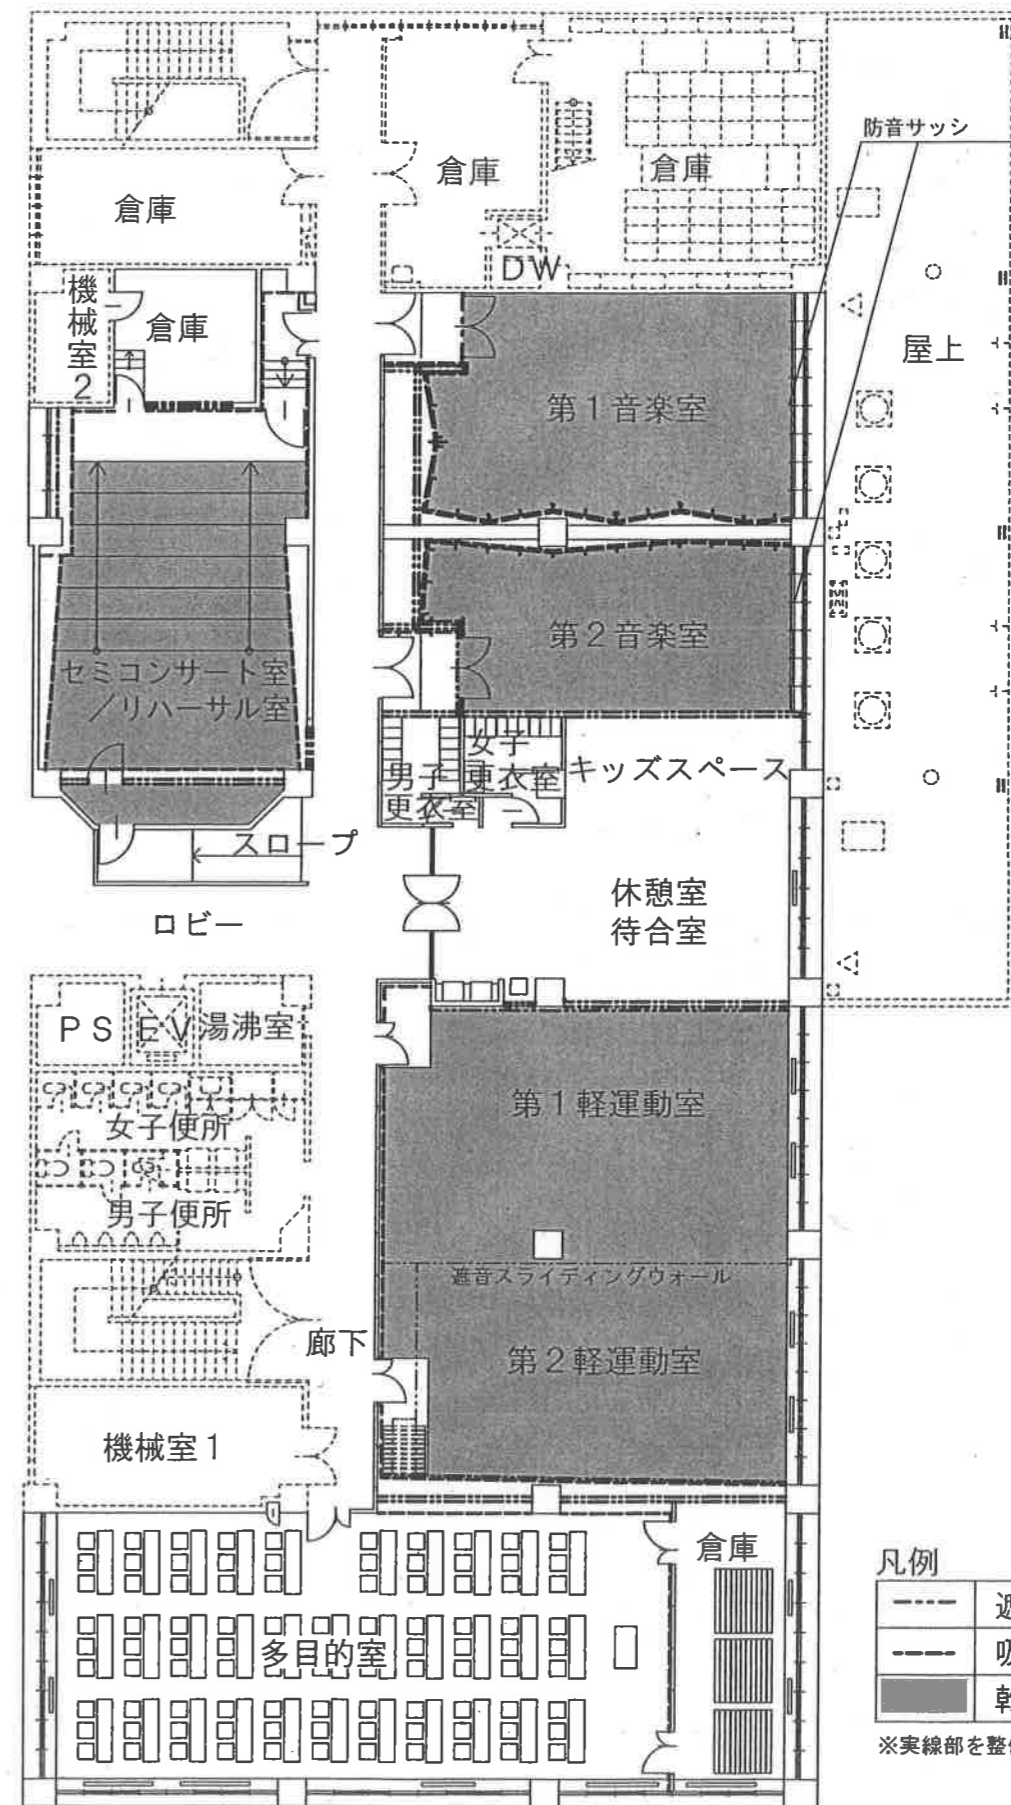 防音サッシ
倉庫
倉庫
倉庫
DW
機械室2
倉庫
屋上
第1音楽室
第2音楽室
セミコンサート室
/リハーサル室
女子
更衣室
男子
更衣室
キッズスペース
スロープ
休憩室
待合室
ロビー
PS
EV
湯沸室
第1軽運動室
女子便所
男子便所
遮音スライディングウォール
廊下
第2軽運動室
機械室1
倉庫
多目的室
凡例
遮
吸
乾
※実線部を整備